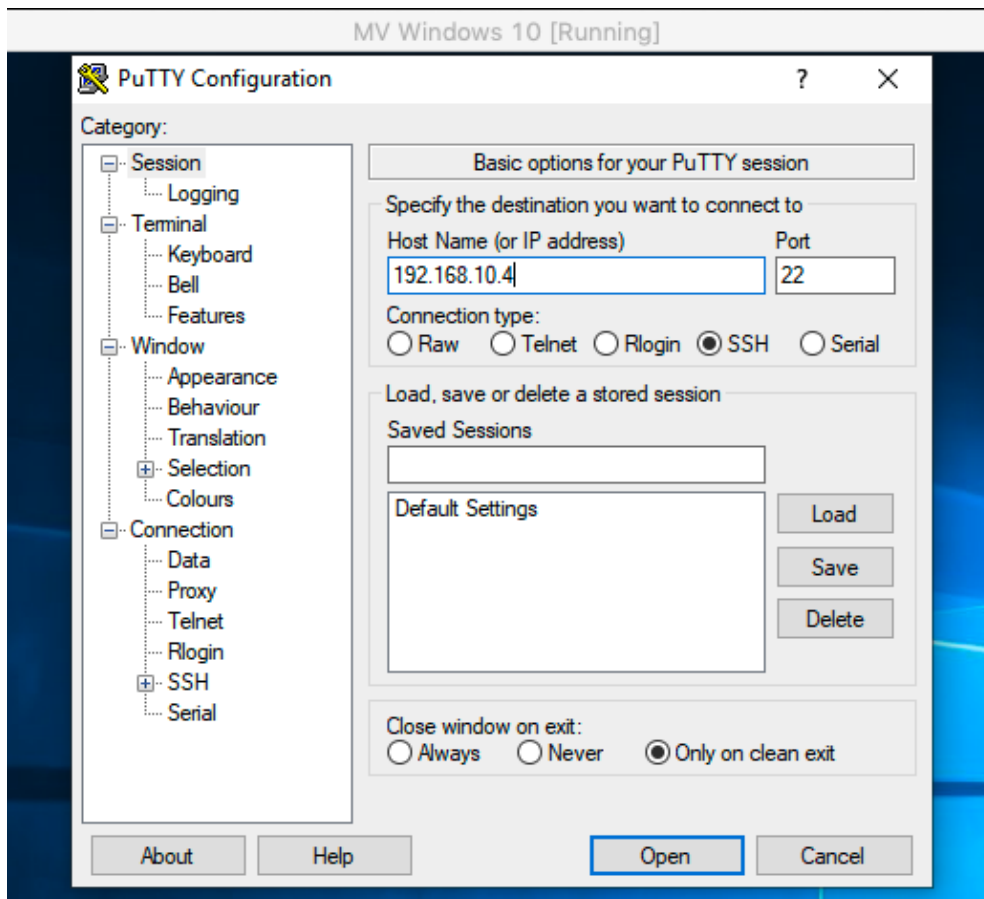 MV Windows 10 [Running]
PuTTY Configuration ? ×
Category:
Session
Logging
Terminal
Keyboard
Bell
Features
Window
Appearance
Behaviour
Translation
Selection
Colours
Connection
Data
Proxy
Telnet
Rlogin
SSH
Serial
Basic options for your PuTTY session
Specify the destination you want to connect to
Host Name (or IP address) Port
192.168.10.4 22
Connection type:
Raw Telnet Rlogin SSH Serial
Load, save or delete a stored session
Saved Sessions
Default Settings
Load
Save
Delete
Close window on exit:
Always Never Only on clean exit
About Help Open Cancel